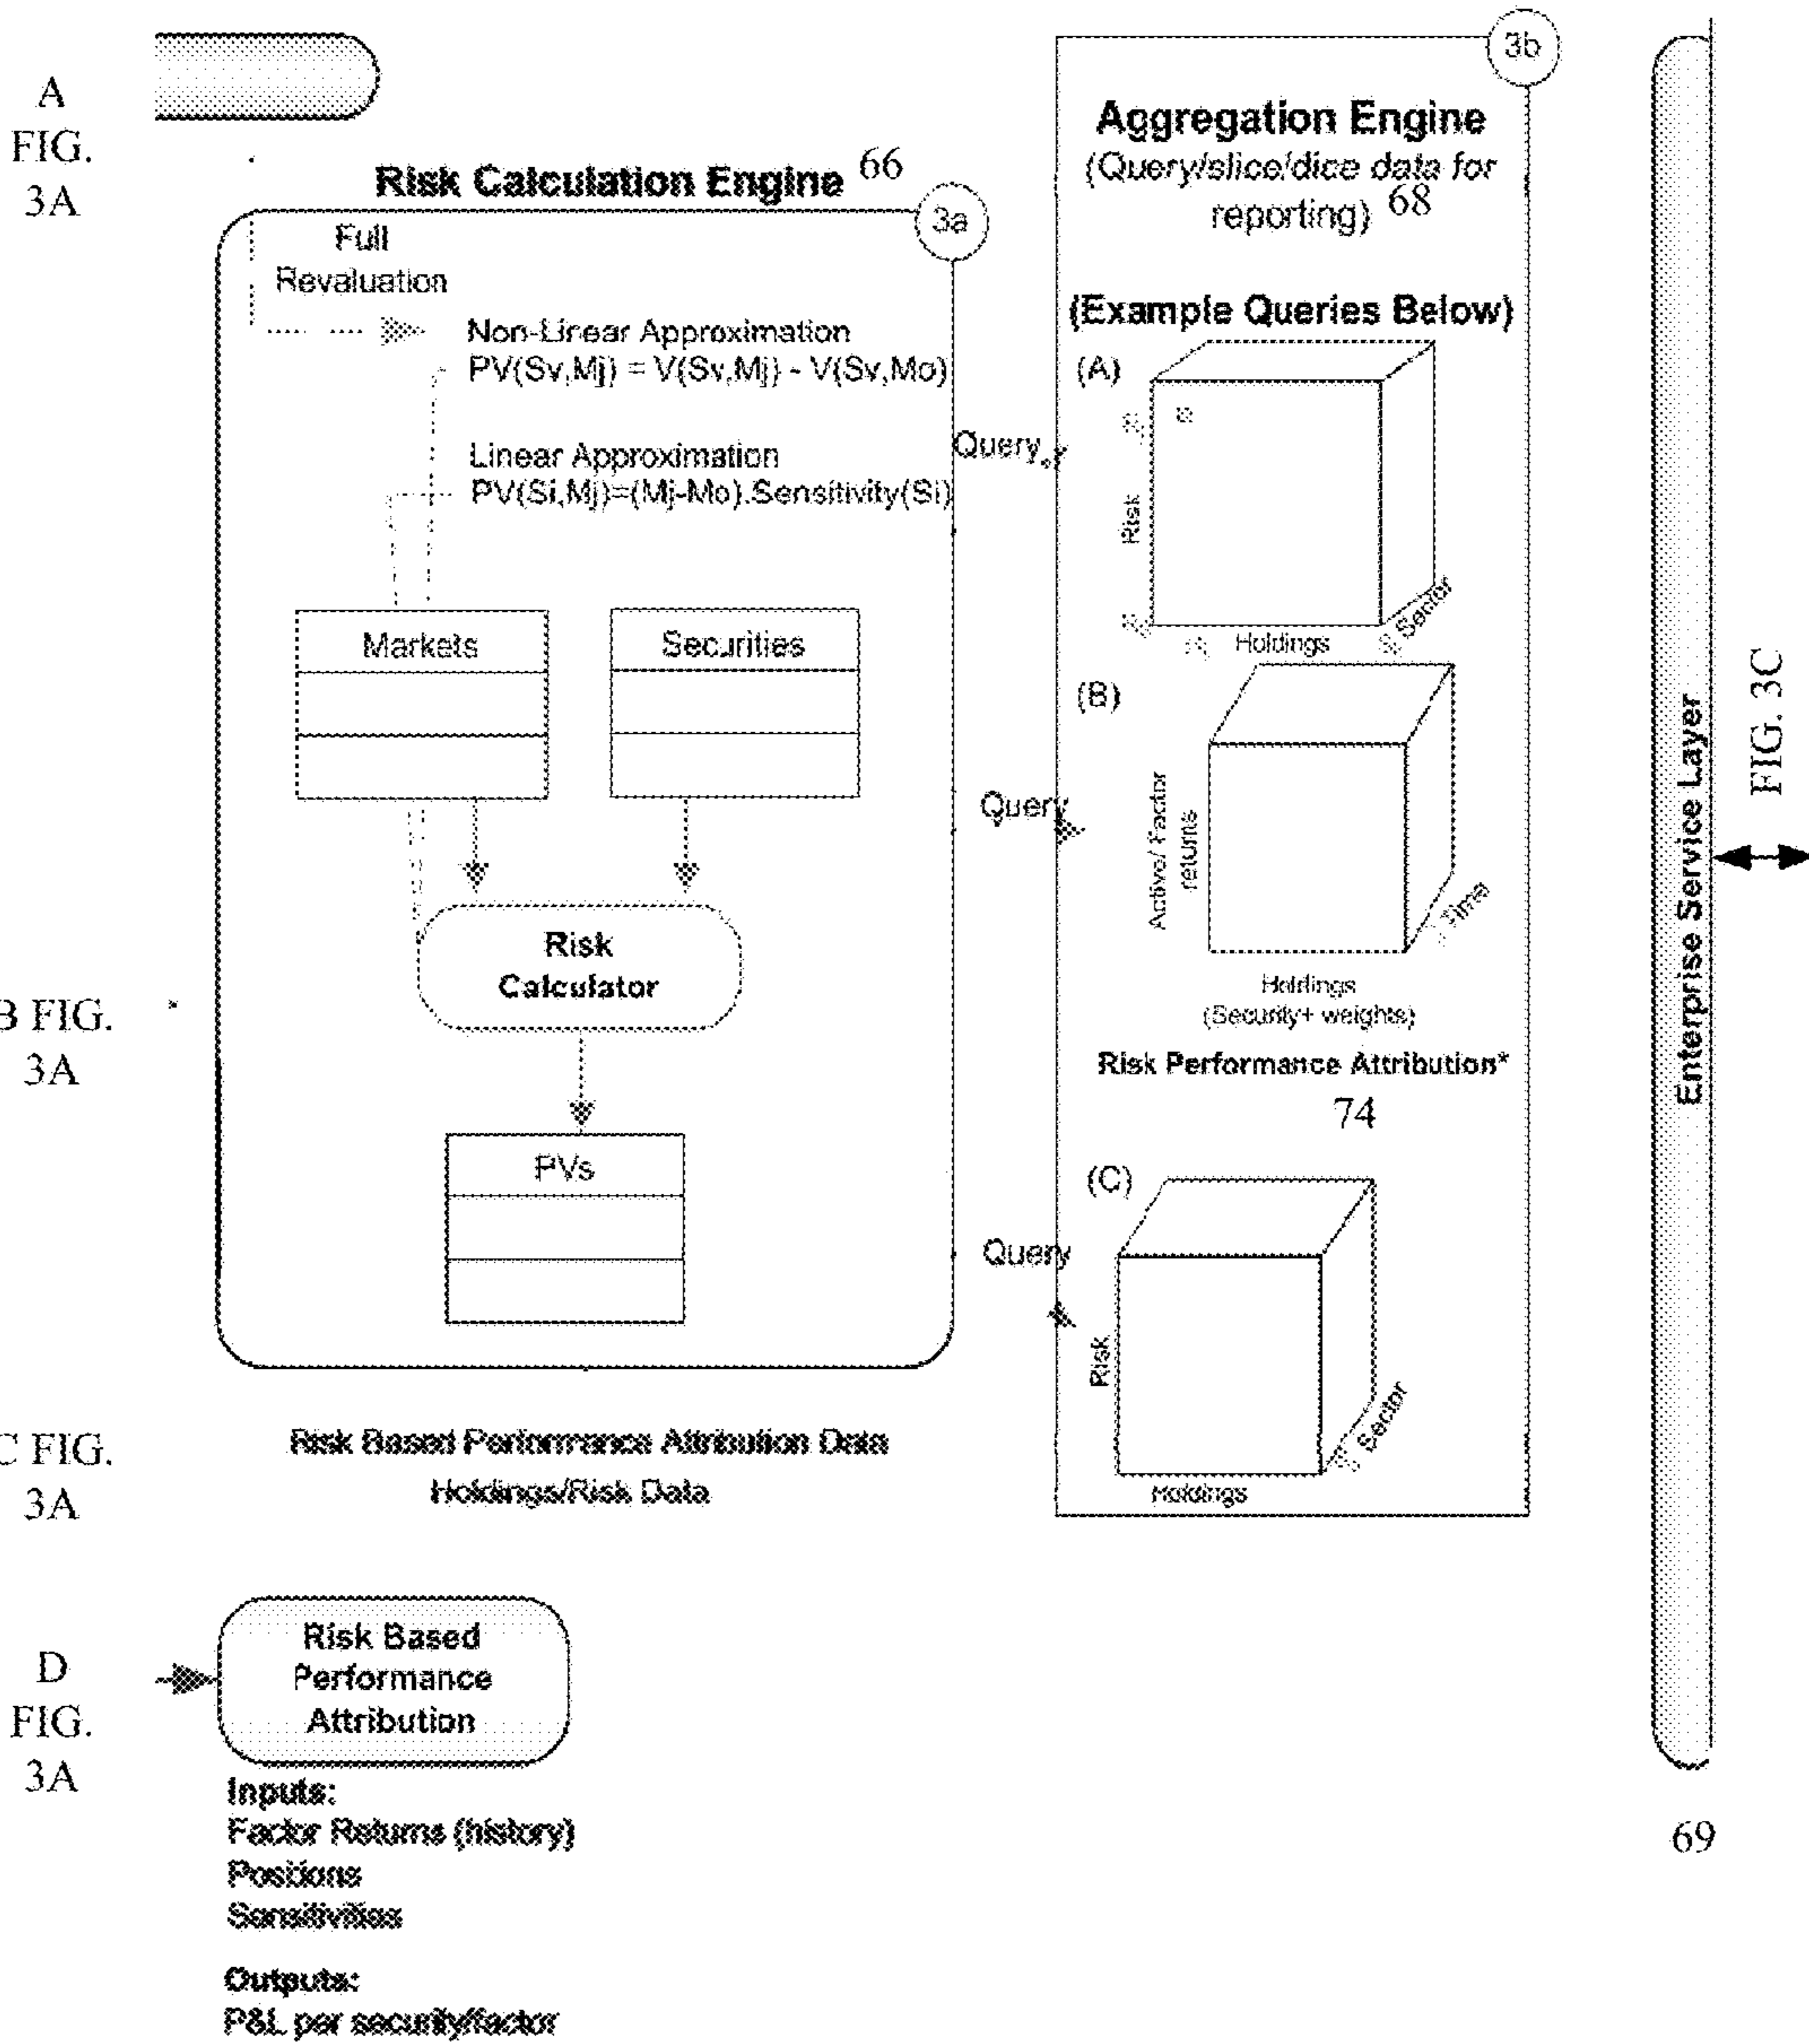 A
FIG.
3A
Risk Calculation Engine 66
3a
Full
Revaluation
Non-Linear Approximation
PV(Sv,Mj) = V(Sv,Mj) - V(Sv,Mo)
Linear Approximation
PV(Si,Mj)=(Mj-Mo).Sensitivity(Si)
Markets
Securities
Risk
Calculator
PVs
B FIG.
3A
C FIG.
3A
Risk Based Performance Attribution Data
Holdings/Risk Data
D
FIG.
3A
Risk Based
Performance
Attribution
Inputs:
Factor Returns (history)
Positions
Sensitivities
Outputs:
P&L per security/factor
Query
Query
Query
3b
Aggregation Engine
(Query/slice/dice data for
reporting) 68
(Example Queries Below)
(A)
Risk
Holdings
Sector
(B)
Active/ Factor
returns
Time
Holdings
(Security+ weights)
Risk Performance Attribution*
74
(C)
Risk
Holdings
Sector
Enterprise Service Layer
69
FIG. 3C